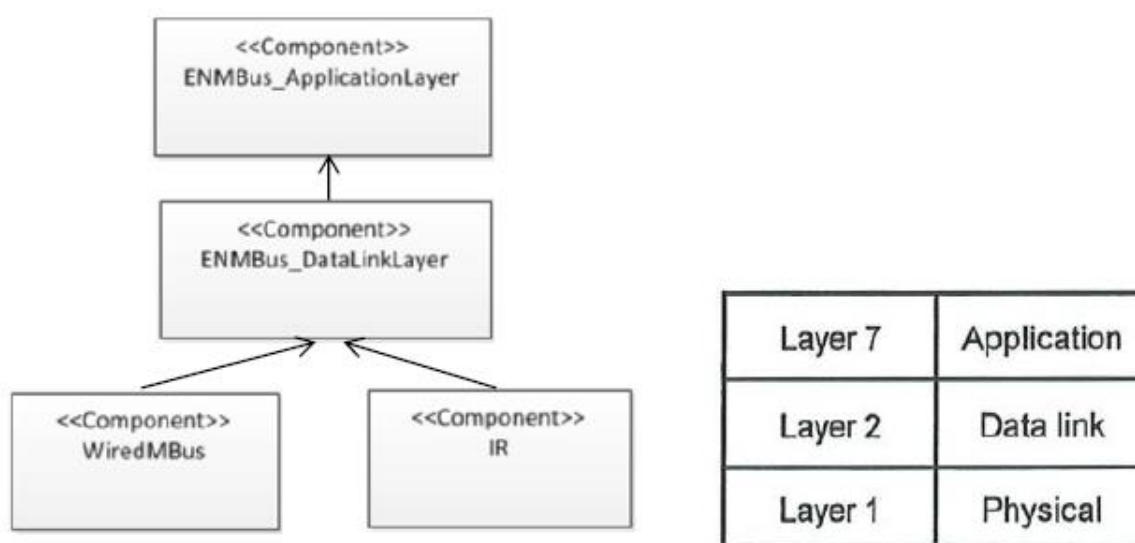 <<Component>>
ENMBus_ApplicationLayer
<<Component>>
ENMBus_DataLinkLayer
<<Component>>
WiredMBus
<<Component>>
IR
Layer 7 Application
Layer 2 Data link
Layer 1 Physical